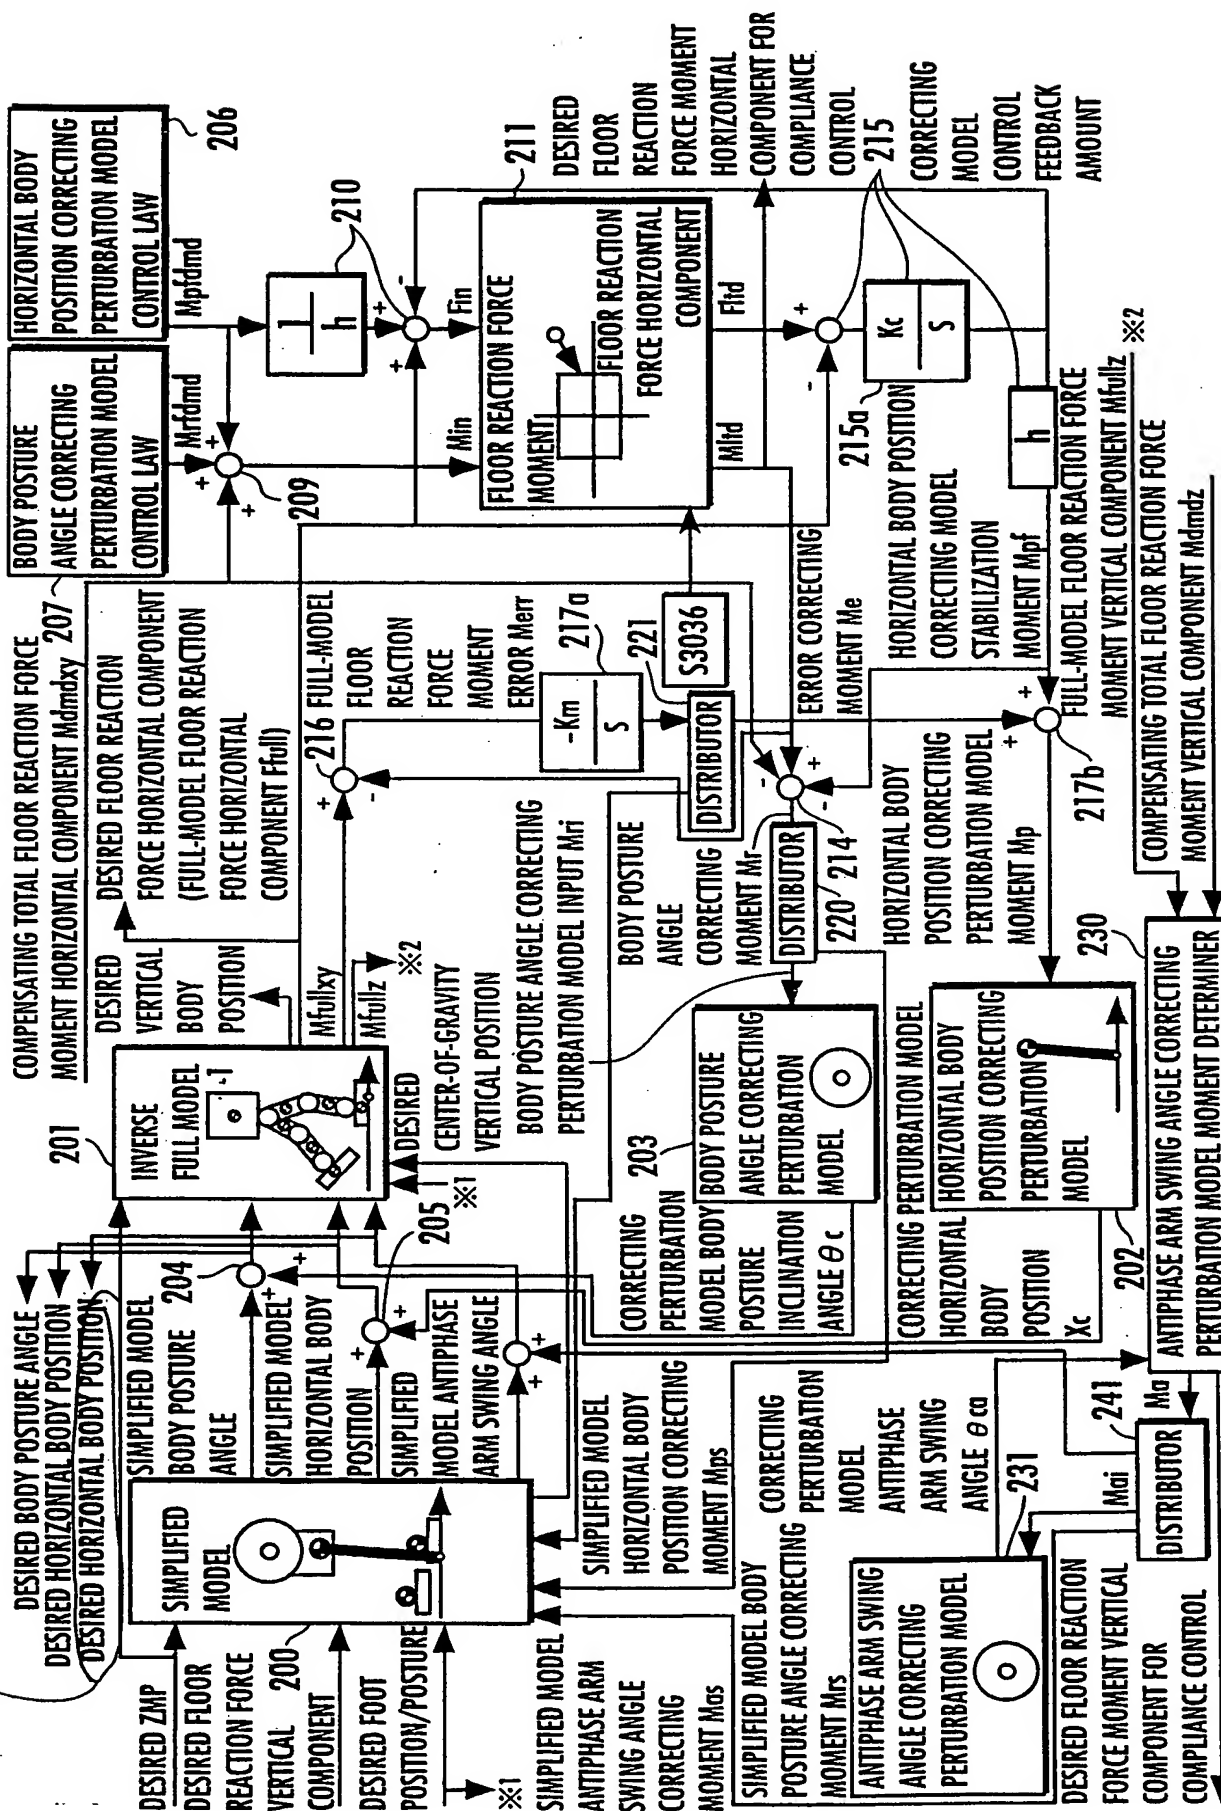 COMPENSATING TOTAL FLOOR REACTION FORCE
MOMENT HORIZONTAL COMPONENT Mdmdxy
207
BODY POSTURE
ANGLE CORRECTING
PERTURBATION MODEL
CONTROL LAW
HORIZONTAL BODY
POSITION CORRECTING
PERTURBATION MODEL
CONTROL LAW
206
Mrfdmd
Mpfdmd
209
1
h
210
Min
Fin
FLOOR REACTION FORCE
MOMENT
FLOOR REACTION
FORCE HORIZONTAL
COMPONENT
211
Mltd
Fltd
DESIRED
FLOOR
REACTION
FORCE MOMENT
HORIZONTAL
COMPONENT FOR
COMPLIANCE
CONTROL
215
CORRECTING
MODEL
CONTROL
FEEDBACK
AMOUNT
Kc
S
215a
h
S3036
DESIRED BODY POSTURE ANGLE
DESIRED HORIZONTAL BODY POSITION
DESIRED HORIZONTAL BODY POSITION
201
INVERSE
FULL MODEL
DESIRED
VERTICAL
BODY
POSITION
DESIRED FLOOR REACTION
FORCE HORIZONTAL COMPONENT
(FULL-MODEL FLOOR REACTION
FORCE HORIZONTAL
COMPONENT Ffull)
Mfullxy
Mfullz
※2
216
FULL-MODEL
FLOOR
REACTION
FORCE
MOMENT
ERROR Merr
217a
-Km
S
221
DISTRIBUTOR
ERROR CORRECTING
MOMENT Me
HORIZONTAL BODY POSITION
CORRECTING MODEL
STABILIZATION
MOMENT Mpf
DESIRED
CENTER-OF-GRAVITY
VERTICAL POSITION
※1
BODY POSTURE ANGLE CORRECTING
PERTURBATION MODEL INPUT Mri
BODY POSTURE
ANGLE
CORRECTING
MOMENT Mr
DISTRIBUTOR
220
214
217b
HORIZONTAL BODY
POSITION CORRECTING
PERTURBATION MODEL
MOMENT Mp
FULL-MODEL FLOOR REACTION FORCE
MOMENT VERTICAL COMPONENT Mfullz ※2
COMPENSATING TOTAL FLOOR REACTION FORCE
MOMENT VERTICAL COMPONENT Mdmdz
DESIRED ZMP
DESIRED FLOOR
REACTION FORCE
VERTICAL
COMPONENT
DESIRED FOOT
POSITION/POSTURE
※1
200
SIMPLIFIED
MODEL
SIMPLIFIED MODEL
BODY POSTURE
ANGLE
204
SIMPLIFIED MODEL
HORIZONTAL BODY
POSITION
205
SIMPLIFIED
MODEL ANTIPHASE
ARM SWING ANGLE
203
BODY POSTURE
ANGLE CORRECTING
PERTURBATION
MODEL
CORRECTING
PERTURBATION
MODEL BODY
POSTURE
INCLINATION
ANGLE θc
HORIZONTAL BODY
POSITION CORRECTING
PERTURBATION
MODEL
202
CORRECTING PERTURBATION MODEL
HORIZONTAL
BODY
POSITION
Xc
230
ANTIPHASE ARM SWING ANGLE CORRECTING
PERTURBATION MODEL MOMENT DETERMINER
SIMPLIFIED MODEL
HORIZONTAL BODY
POSITION CORRECTING
MOMENT Mps
CORRECTING
PERTURBATION
MODEL
ANTIPHASE
ARM SWING
ANGLE θca
Ma
241
DISTRIBUTOR
Mai
231
SIMPLIFIED MODEL
ANTIPHASE ARM
SWING ANGLE
CORRECTING
MOMENT Mas
SIMPLIFIED MODEL BODY
POSTURE ANGLE CORRECTING
MOMENT Mrs
ANTIPHASE ARM SWING
ANGLE CORRECTING
PERTURBATION MODEL
DESIRED FLOOR REACTION
FORCE MOMENT VERTICAL
COMPONENT FOR
COMPLIANCE CONTROL